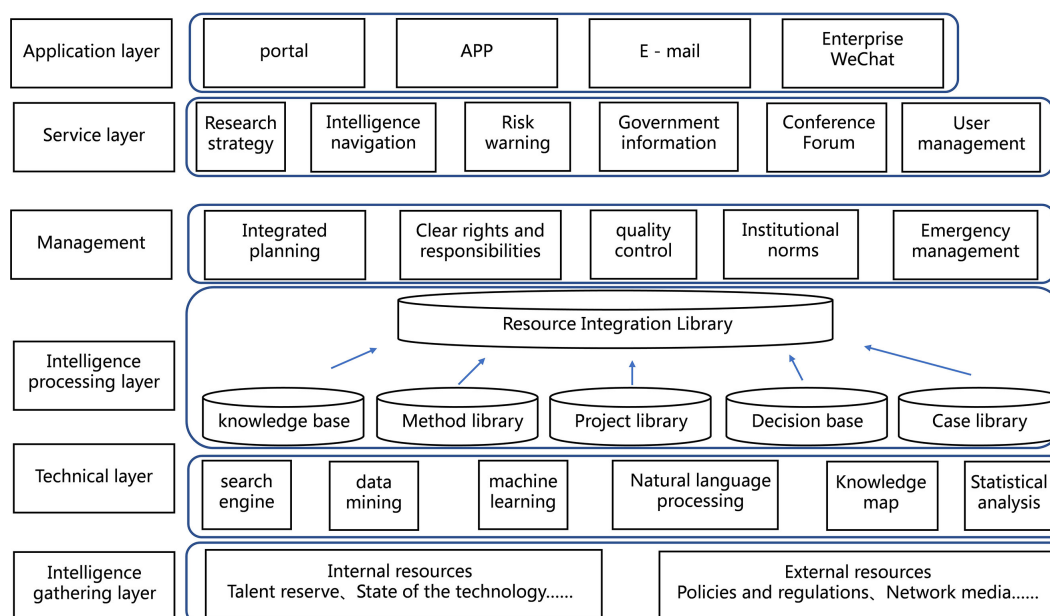 Application layer
portal
APP
E - mail
Enterprise
WeChat
Service layer
Research
strategy
Intelligence
navigation
Risk
warning
Government
information
Conference
Forum
User
management
Management
Integrated
planning
Clear rights and
responsibilities
quality
control
Institutional
norms
Emergency
management
Intelligence
processing layer
Resource Integration Library
knowledge base
Method library
Project library
Decision base
Case library
Technical layer
search
engine
data
mining
machine
learning
Natural language
processing
Knowledge
map
Statistical
analysis
Intelligence
gathering layer
Internal resources
Talent reserve、State of the technology......
External resources
Policies and regulations、Network media......